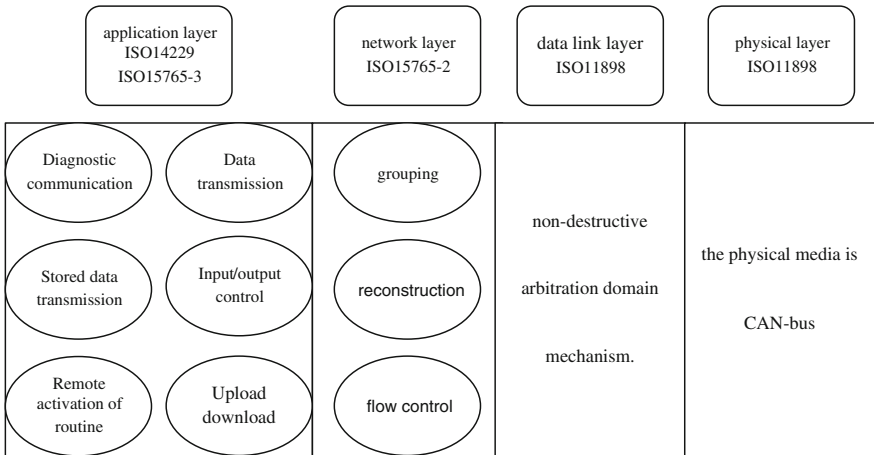 application layer
ISO14229
ISO15765-3
network layer
ISO15765-2
data link layer
ISO11898
physical layer
ISO11898
Diagnostic
communication
Data
transmission
Stored data
transmission
Input/output
control
Remote
activation of
routine
Upload
download
grouping
reconstruction
flow control
non-destructive
arbitration domain
mechanism.
the physical media is
CAN-bus